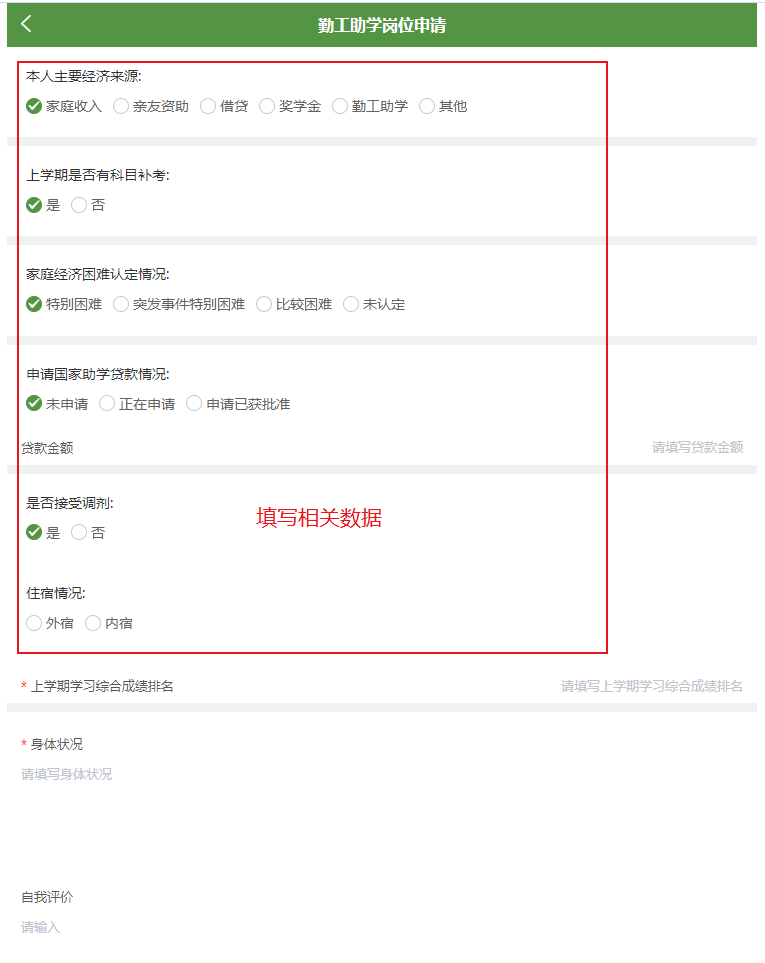 勤工助学岗位申请
本人主要经济来源:
家庭收入 亲友资助 借贷 奖学金 勤工助学 其他
上学期是否有科目补考:
是 否
家庭经济困难认定情况:
特别困难 突发事件特别困难 比较困难 未认定
申请国家助学贷款情况:
未申请 正在申请 申请已获批准
贷款金额 请填写贷款金额
是否接受调剂:
填写相关数据
是 否
住宿情况:
外宿 内宿
* 上学期学习综合成绩排名 请填写上学期学习综合成绩排名
* 身体状况
请填写身体状况
自我评价
请输入